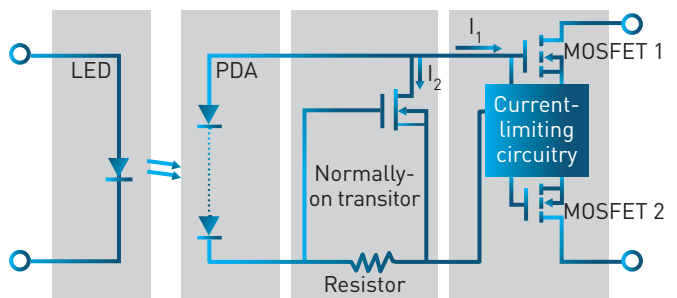 LED
PDA
I1
MOSFET 1
I2
Current-
limiting
circuitry
Normally-
on transitor
MOSFET 2
Resistor